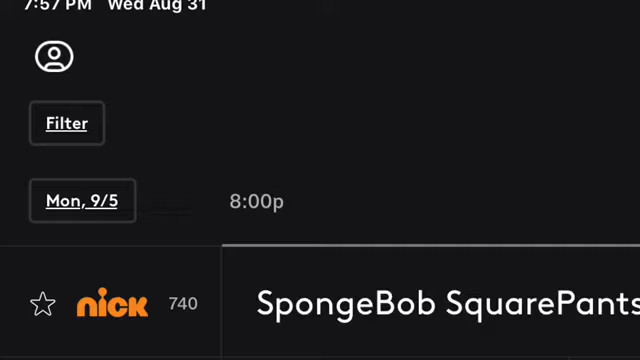 7:57 PM Wed Aug 31
Filter
Mon, 9/5 8:00p
nick 740 SpongeBob SquarePants